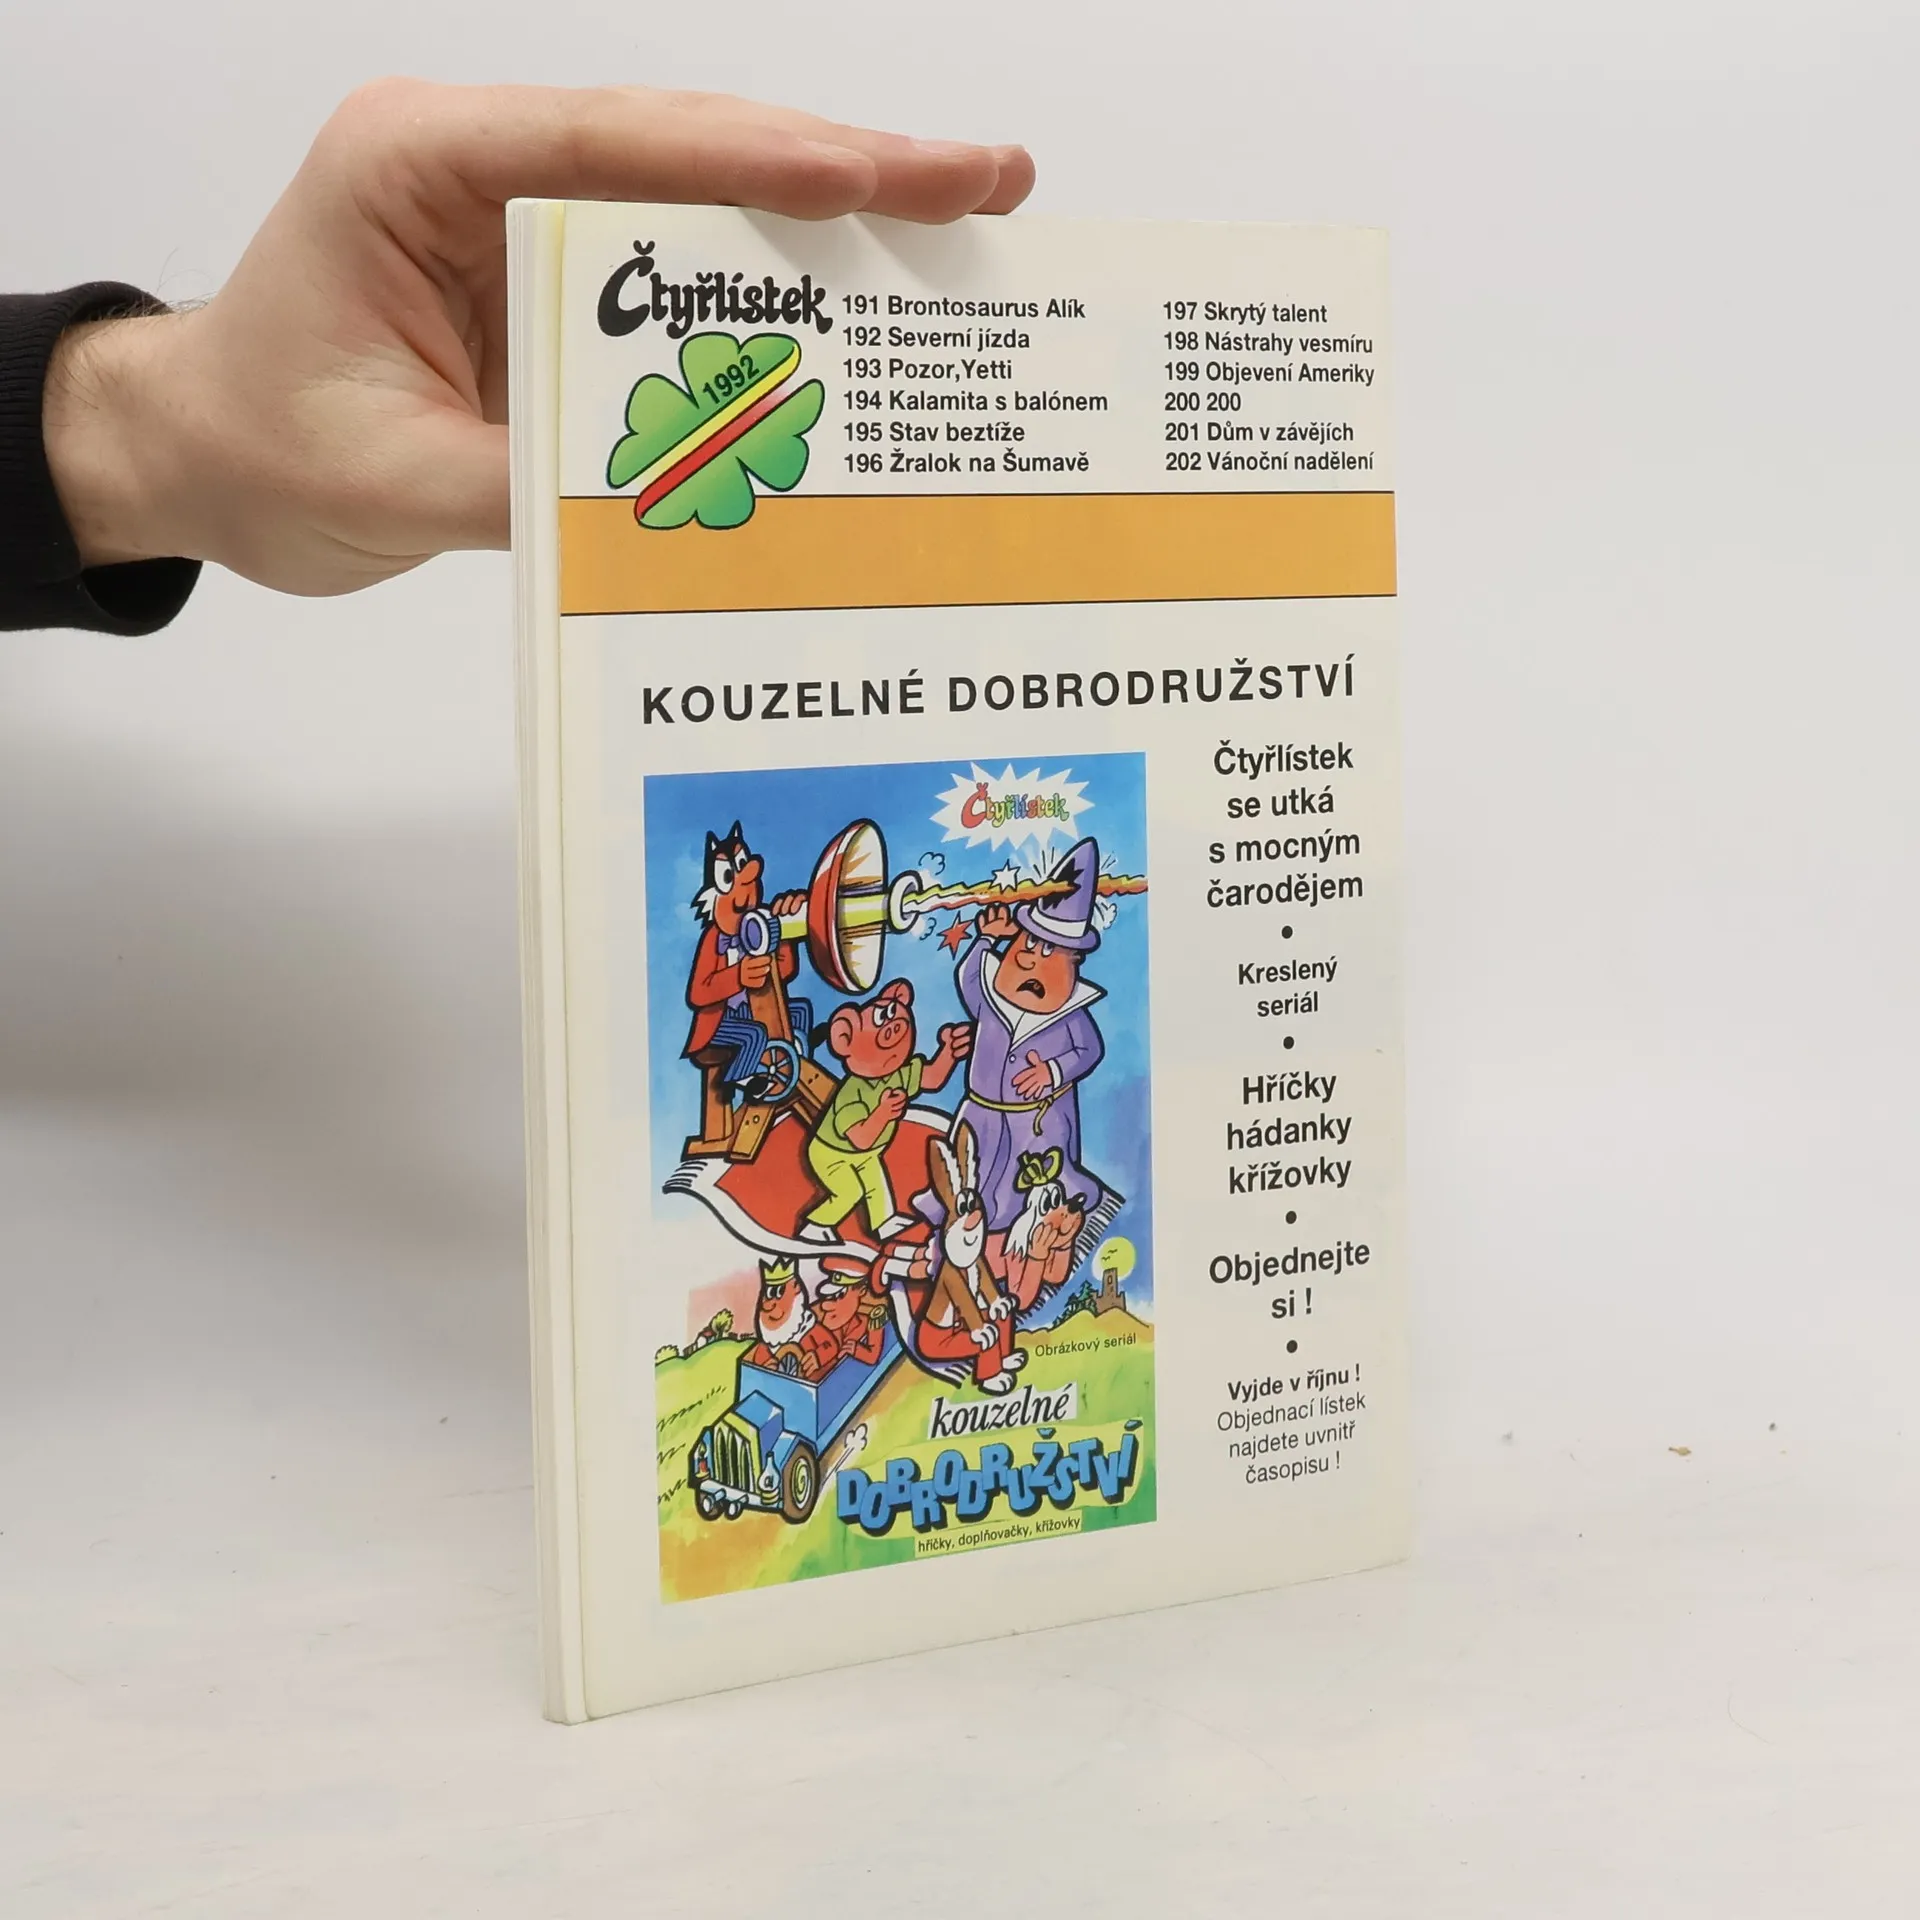 Čtyřlístek
1992
191 Brontosaurus Alík
192 Severní jízda
193 Pozor,Yetti
194 Kalamita s balónem
195 Stav beztíže
196 Žralok na Šumavě
197 Skrytý talent
198 Nástrahy vesmíru
199 Objevení Ameriky
200 200
201 Dům v závějích
202 Vánoční nadělení
KOUZELNÉ DOBRODRUŽSTVÍ
Čtyřlístek
Obrázkový seriál
kouzelné
DOBRODRUŽSTVÍ
hříčky, doplňovačky, křížovky
Čtyřlístek
se utká
s mocným
čarodějem
•
Kreslený
seriál
•
Hříčky
hádanky
křížovky
•
Objednejte
si !
•
Vyjde v říjnu !
Objednací lístek
najdete uvnitř
časopisu !